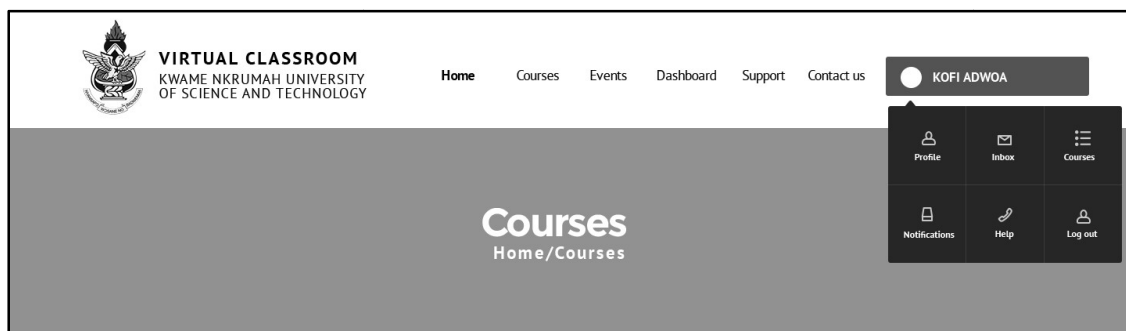 VIRTUAL CLASSROOM
KWAME NKRUMAH UNIVERSITY
OF SCIENCE AND TECHNOLOGY
Home Courses Events Dashboard Support Contact us
KOFI ADWOA
Profile Inbox Courses
Notifications Help Log out
Courses
Home/Courses